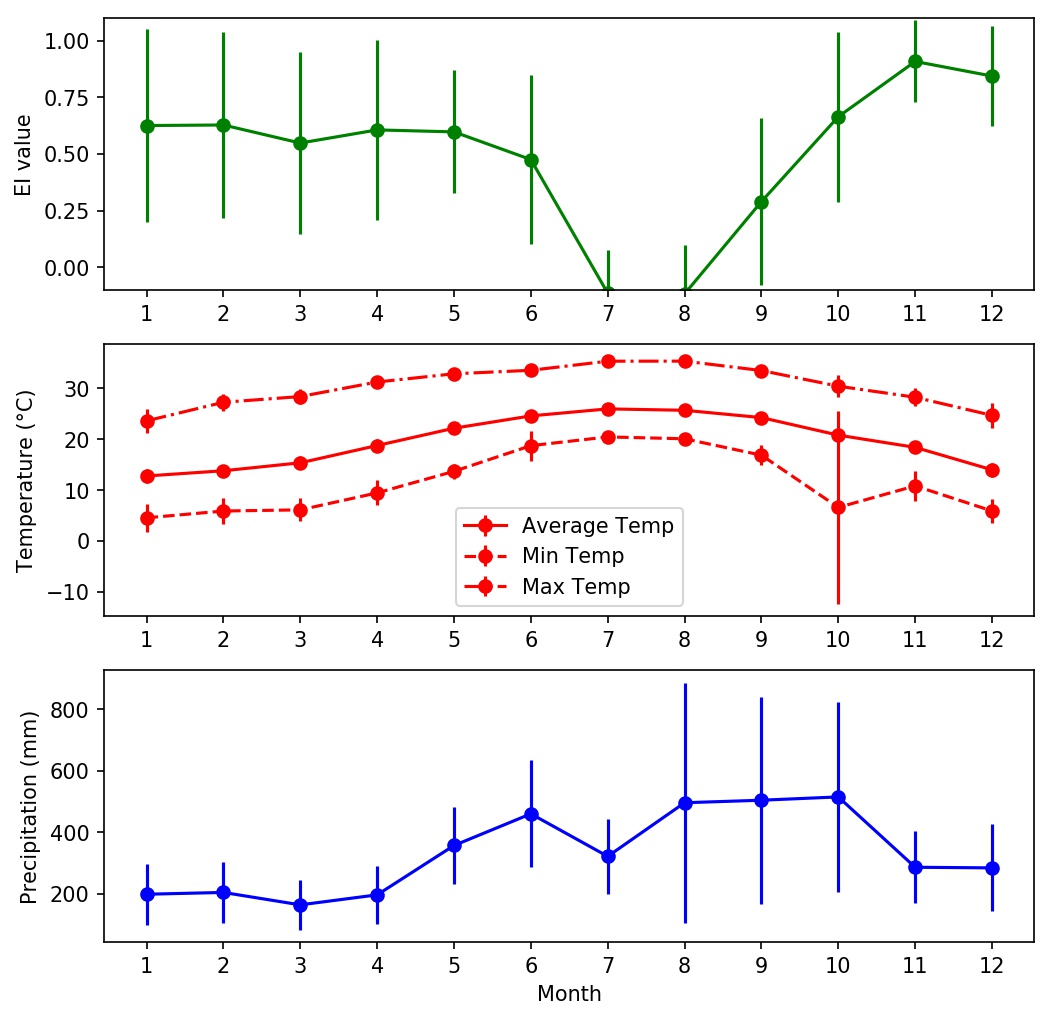 EI value
1.00
0.75
0.50
0.25
0.00
1 2 3 4 5 6 7 8 9 10 11 12
Temperature (°C)
30
20
10
0
−10
Average Temp
Min Temp
Max Temp
1 2 3 4 5 6 7 8 9 10 11 12
Precipitation (mm)
800
600
400
200
1 2 3 4 5 6 7 8 9 10 11 12
Month